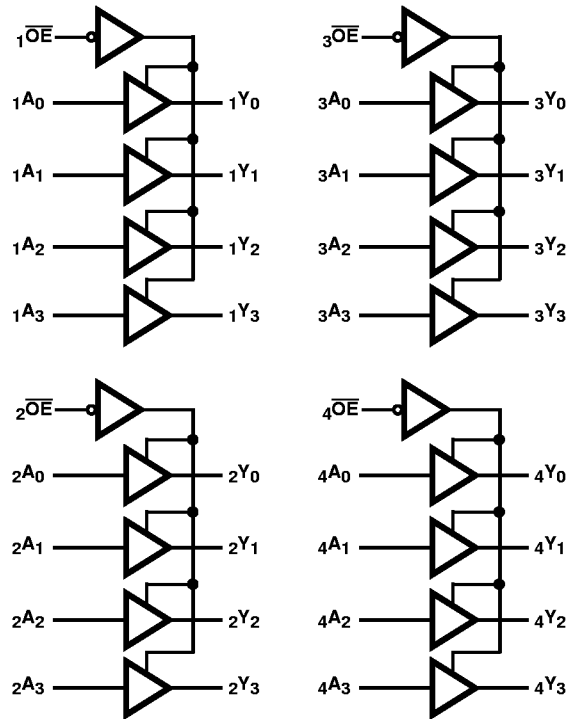 1OE 3OE
1A0 1Y0 3A0 3Y0
1A1 1Y1 3A1 3Y1
1A2 1Y2 3A2 3Y2
1A3 1Y3 3A3 3Y3
2OE 4OE
2A0 2Y0 4A0 4Y0
2A1 2Y1 4A1 4Y1
2A2 2Y2 4A2 4Y2
2A3 2Y3 4A3 4Y3